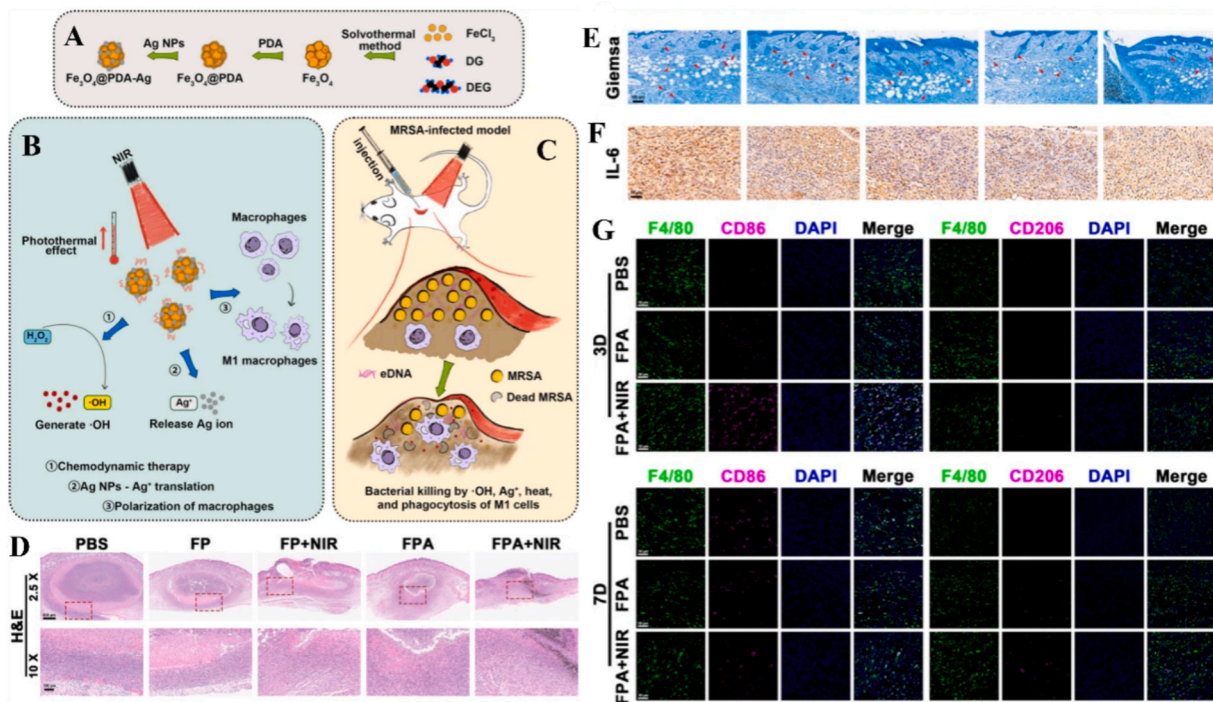 A
Ag NPs
PDA
Solvothermal
method
FeCl₃
DG
DEG
Fe₃O₄@PDA-Ag
Fe₃O₄@PDA
Fe₃O₄
B
NIR
Photothermal
effect
Macrophages
①
③
M1 macrophages
H₂O₂
②
·OH
Generate ·OH
Ag⁺
Release Ag ion
①Chemodynamic therapy
②Ag NPs - Ag⁺ translation
③Polarization of macrophages
C
MRSA-infected model
injection
eDNA
MRSA
Dead MRSA
Bacterial killing by ·OH, Ag⁺, heat,
and phagocytosis of M1 cells
D
PBS FP FP+NIR FPA FPA+NIR
H&E
2.5 X
10 X
E
Giemsa
F
IL-6
G
F4/80 CD86 DAPI Merge F4/80 CD206 DAPI Merge
3D
PBS
FPA
FPA+NIR
F4/80 CD86 DAPI Merge F4/80 CD206 DAPI Merge
7D
PBS
FPA
FPA+NIR